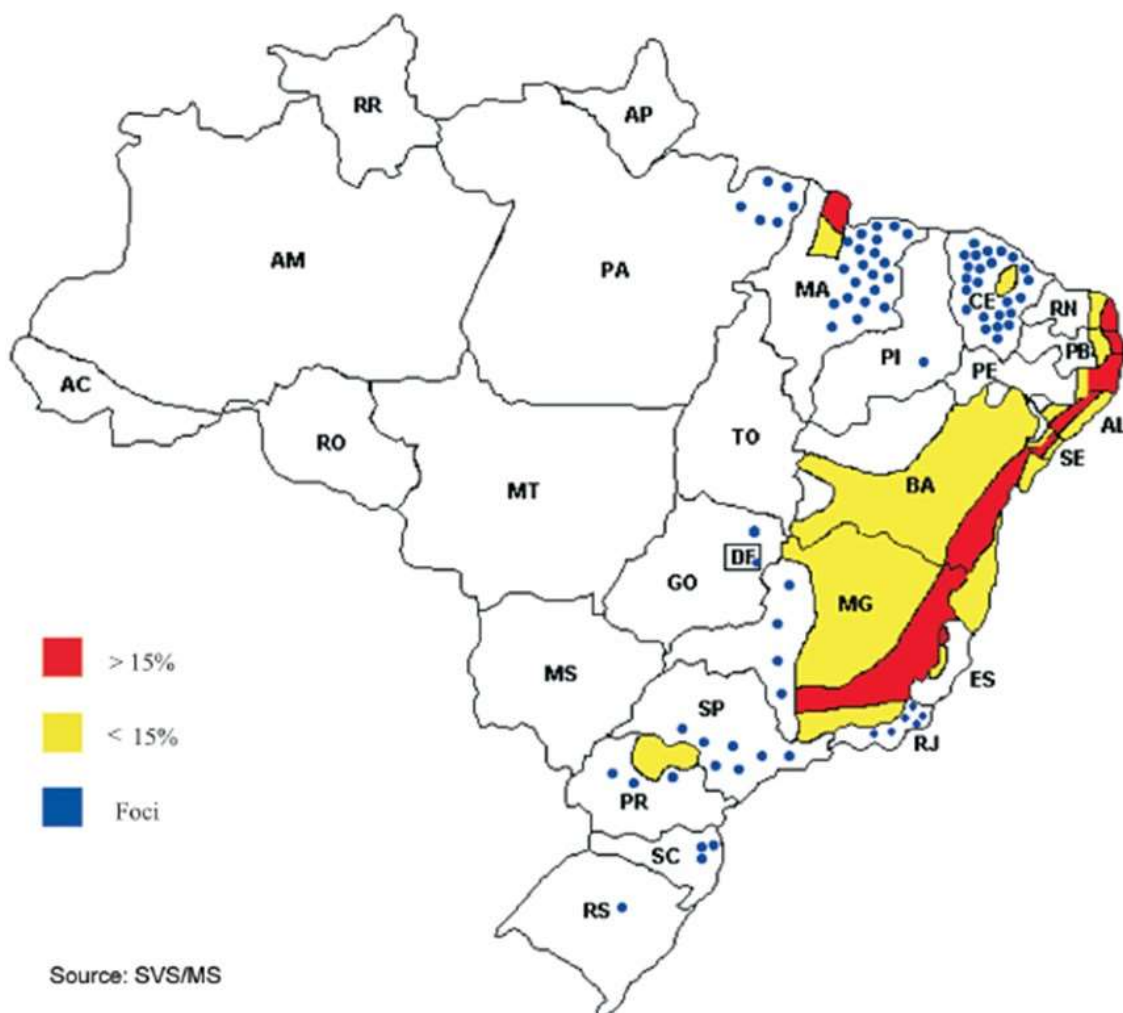 RR
AP
AM
PA
MA
CE
RN
PB
PI
PE
AC
TO
AL
RO
SE
BA
MT
DF
GO
MG
MS
ES
SP
RJ
PR
SC
RS
> 15%
< 15%
Foci
Source: SVS/MS